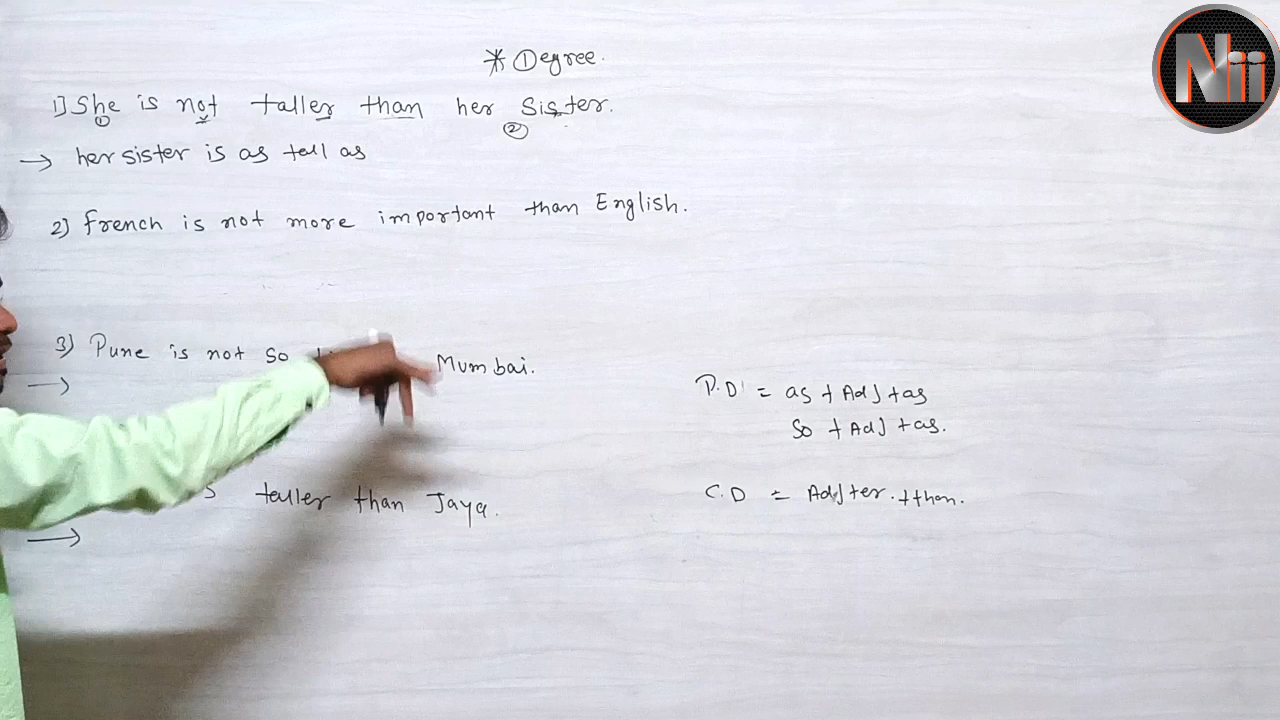 * Degree.
1) She is not taller than her Sister.
1 2
→ her sister is as tall as
2) French is not more important than English.
3) Pune is not so Mumbai.
→
P.D = as + Adj + as
So + Adj + as.
C.D = Adj + er. + than.
taller than Jaya.
→
Nii